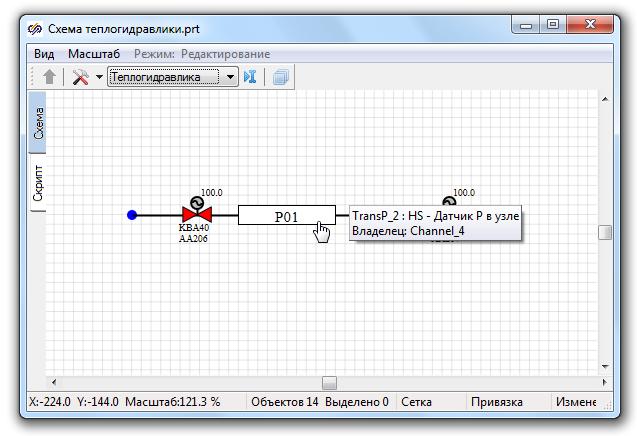 Схема теплогидравлики.prt
Вид Масштаб Режим: Редактирование
Теплогидравлика
Схема
Скрипт
100.0
100.0
P01
KBA40
AA206
TransP_2 : HS - Датчик P в узле
Владелец: Channel_4
X:-224.0 Y:-144.0 Масштаб:121.3 % Объектов 14 Выделено 0 Сетка Привязка Измене